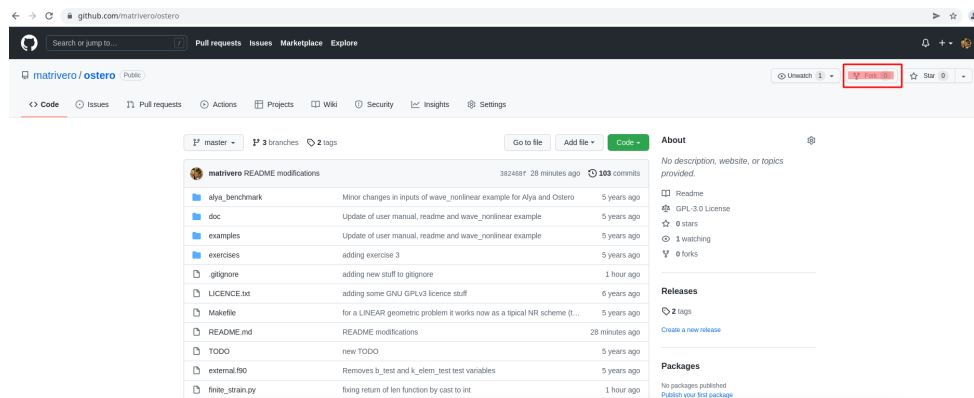 github.com/matrivero/ostero
Search or jump to... / Pull requests Issues Marketplace Explore
matrivero / ostero Public Unwatch 1 Fork 0 Star 0
Code Issues Pull requests Actions Projects Wiki Security Insights Settings
master 3 branches 2 tags Go to file Add file Code
About
No description, website, or topics
provided.
Readme
GPL-3.0 License
0 stars
1 watching
0 forks
Releases
2 tags
Create a new release
Packages
No packages published
Publish your first package
matrivero README modifications 382468f 28 minutes ago 103 commits
alya_benchmark Minor changes in inputs of wave_nonlinear example for Alya and Ostero 5 years ago
doc Update of user manual, readme and wave_nonlinear example 5 years ago
examples Update of user manual, readme and wave_nonlinear example 5 years ago
exercises adding exercise 3 5 years ago
.gitignore adding new stuff to gitignore 1 hour ago
LICENCE.txt adding some GNU GPLv3 licence stuff 6 years ago
Makefile for a LINEAR geometric problem it works now as a tipical NR scheme (t... 5 years ago
README.md README modifications 28 minutes ago
TODO new TODO 5 years ago
external.f90 Removes b_test and k_elem_test test variables 5 years ago
finite_strain.py fixing return of len function by cast to int 1 hour ago